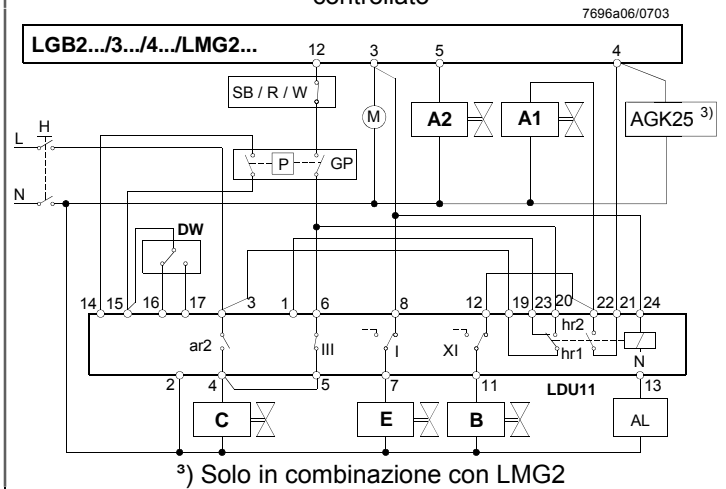 controllato
7696a06/0703
LGB2.../3.../4.../LMG2...
12 3 5 4
SB / R / W
M
A2
A1
AGK25 ³⁾
L H
P GP
N
DW
14 15 16 17 3 1 6 8 12 19 23 20 22 21 24
ar2
III
I
XI
hr2
hr1
N
2 4 5 7 11 LDU11 13
C
E
B
AL
³) Solo in combinazione con LMG2